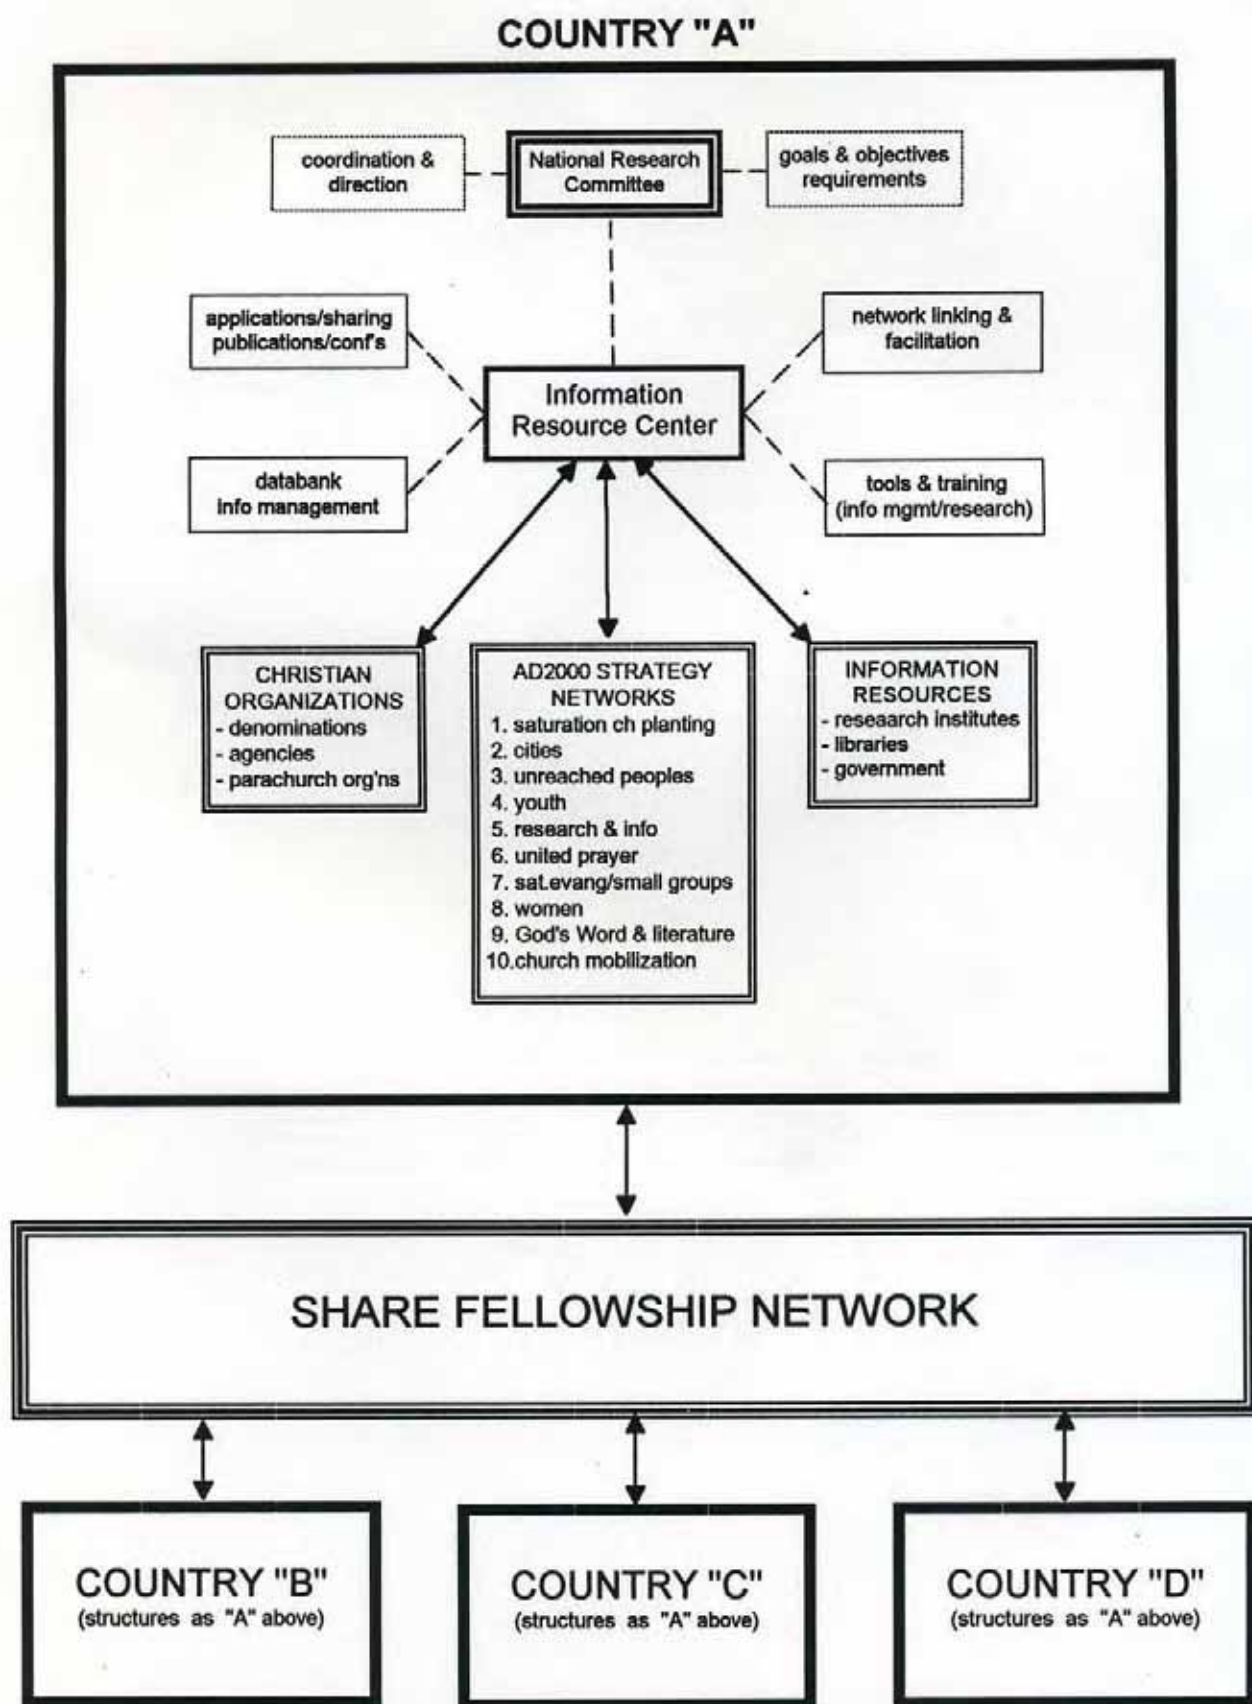 COUNTRY "A"
coordination &
direction
National Research
Committee
goals & objectives
requirements
applications/sharing
publications/conf's
network linking &
facilitation
Information
Resource Center
databank
info management
tools & training
(info mgmt/research)
CHRISTIAN
ORGANIZATIONS
- denominations
- agencies
- parachurch org'ns
AD2000 STRATEGY
NETWORKS
1. saturation ch planting
2. cities
3. unreached peoples
4. youth
5. research & info
6. united prayer
7. sat.evang/small groups
8. women
9. God's Word & literature
10.church mobilization
INFORMATION
RESOURCES
- reseaarch institutes
- libraries
- government
SHARE FELLOWSHIP NETWORK
COUNTRY "B"
(structures as "A" above)
COUNTRY "C"
(structures as "A" above)
COUNTRY "D"
(structures as "A" above)